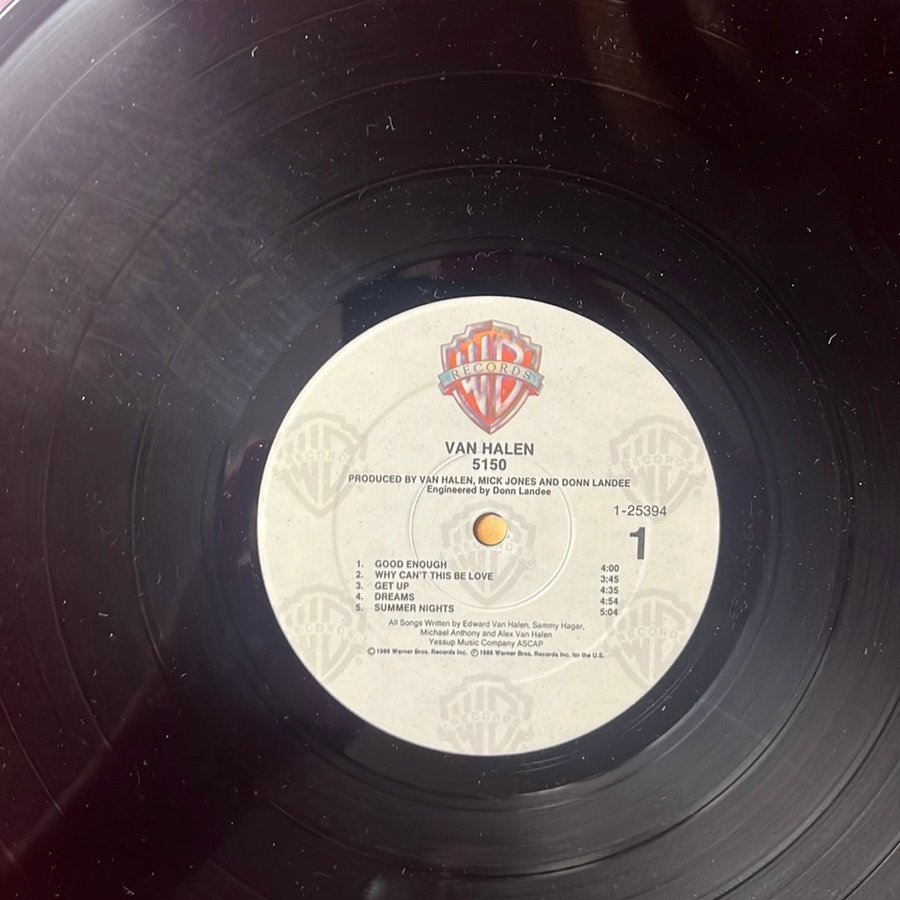 WB
RECORDS
VAN HALEN
5150
PRODUCED BY VAN HALEN, MICK JONES AND DONN LANDEE
Engineered by Donn Landee
1-25394
1
1. GOOD ENOUGH 4:00
2. WHY CAN'T THIS BE LOVE 3:45
3. GET UP 4:35
4. DREAMS 4:54
5. SUMMER NIGHTS 5:04
All Songs Written by Edward Van Halen, Sammy Hagar,
Michael Anthony and Alex Van Halen
Yessup Music Company ASCAP
©1986 Warner Bros. Records Inc. ℗1986 Warner Bros. Records Inc. for the U.S.